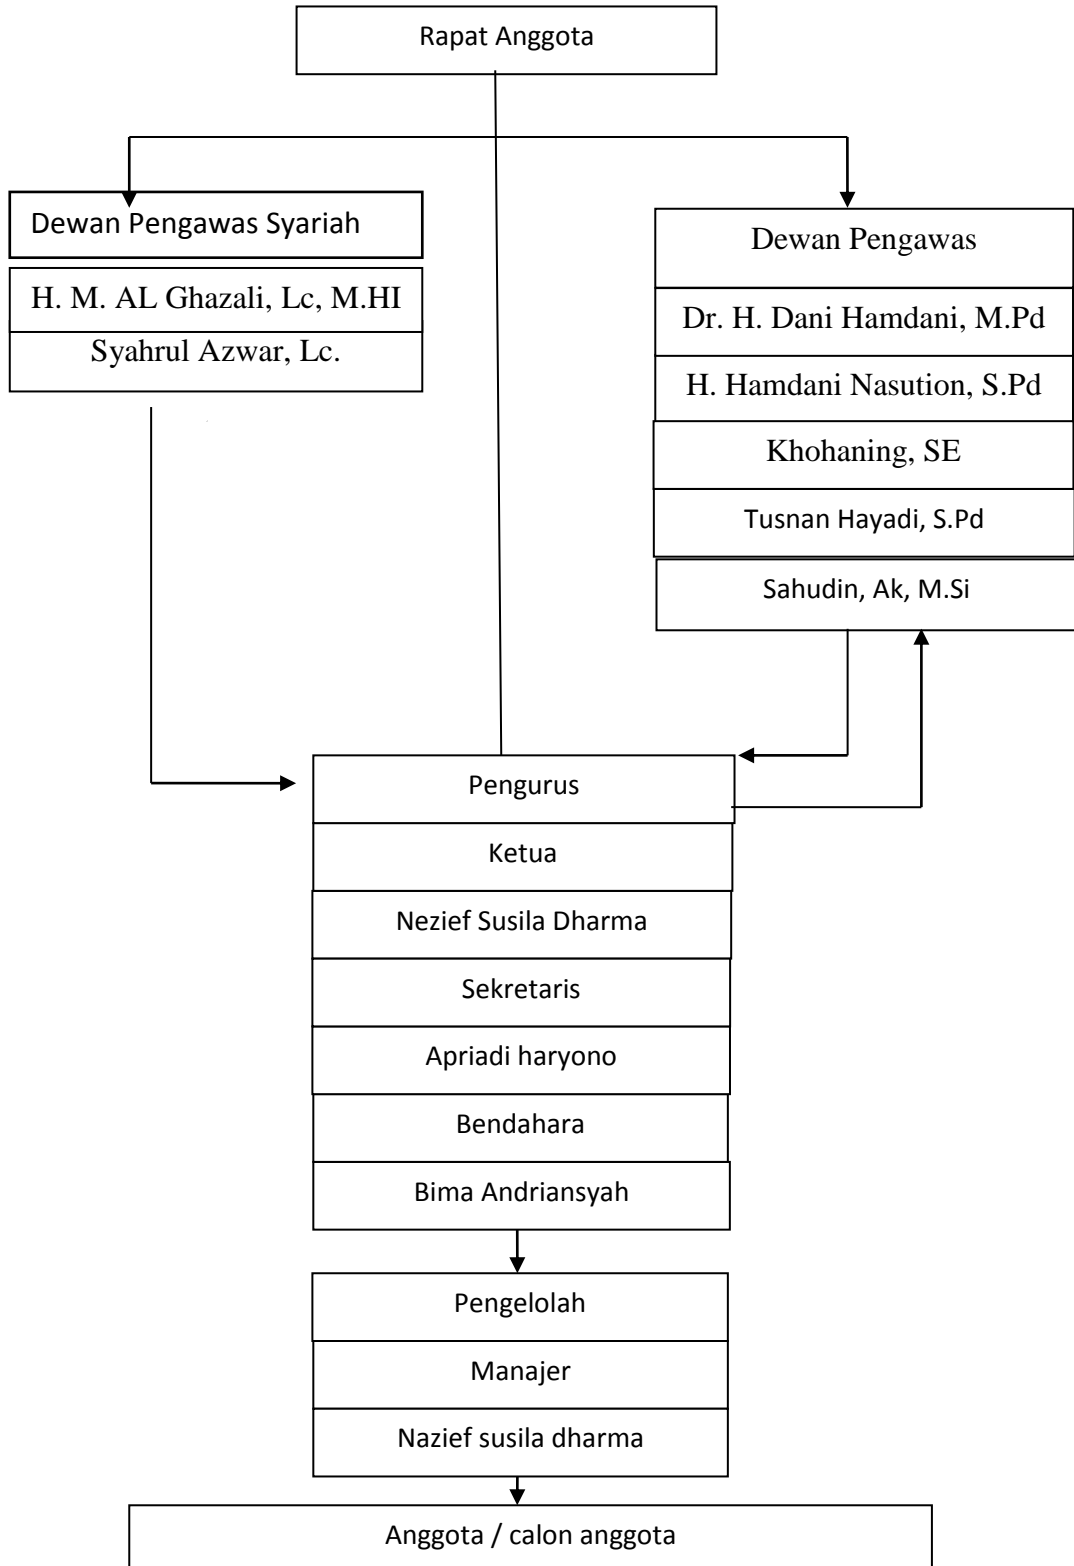 Rapat Anggota
Dewan Pengawas Syariah
H. M. AL Ghazali, Lc, M.HI
Syahrul Azwar, Lc.
Dewan Pengawas
Dr. H. Dani Hamdani, M.Pd
H. Hamdani Nasution, S.Pd
Khohaning, SE
Tusnan Hayadi, S.Pd
Sahudin, Ak, M.Si
Pengurus
Ketua
Nezief Susila Dharma
Sekretaris
Apriadi haryono
Bendahara
Bima Andriansyah
Pengelolah
Manajer
Nazief susila dharma
Anggota / calon anggota